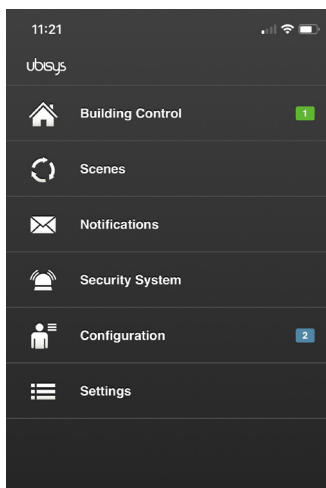 11:21
ubisys
Building Control 1
Scenes
Notifications
Security System
Configuration 2
Settings